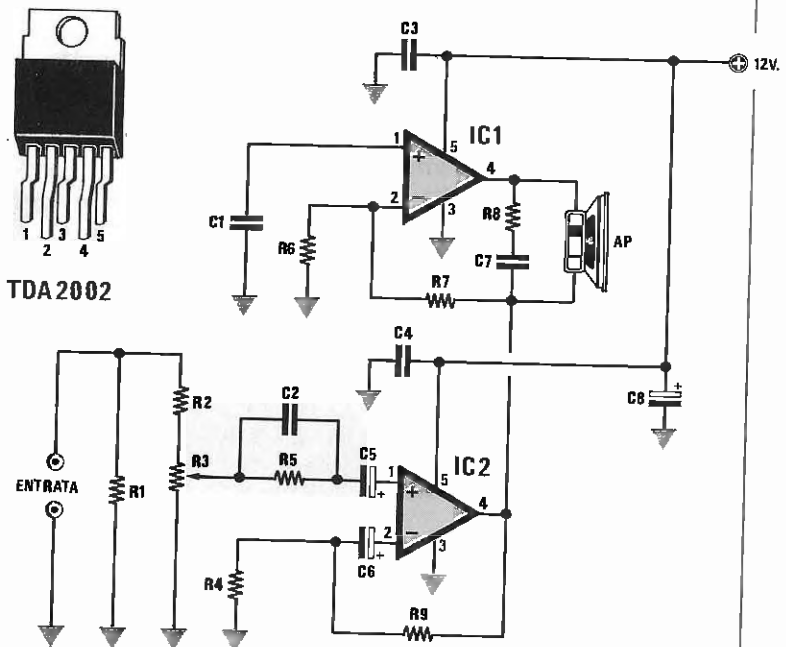 C3
12V.
1
IC1
5
+
4
2
−
3
R8
C1
R6
AP
C7
R7
1 2 3 4 5
TDA2002
C4
R2
C2
C8
+
C5
IC2
R3
R5
1
5
+
ENTRATA
R1
+
4
2
−
3
C6
+
R4
R9